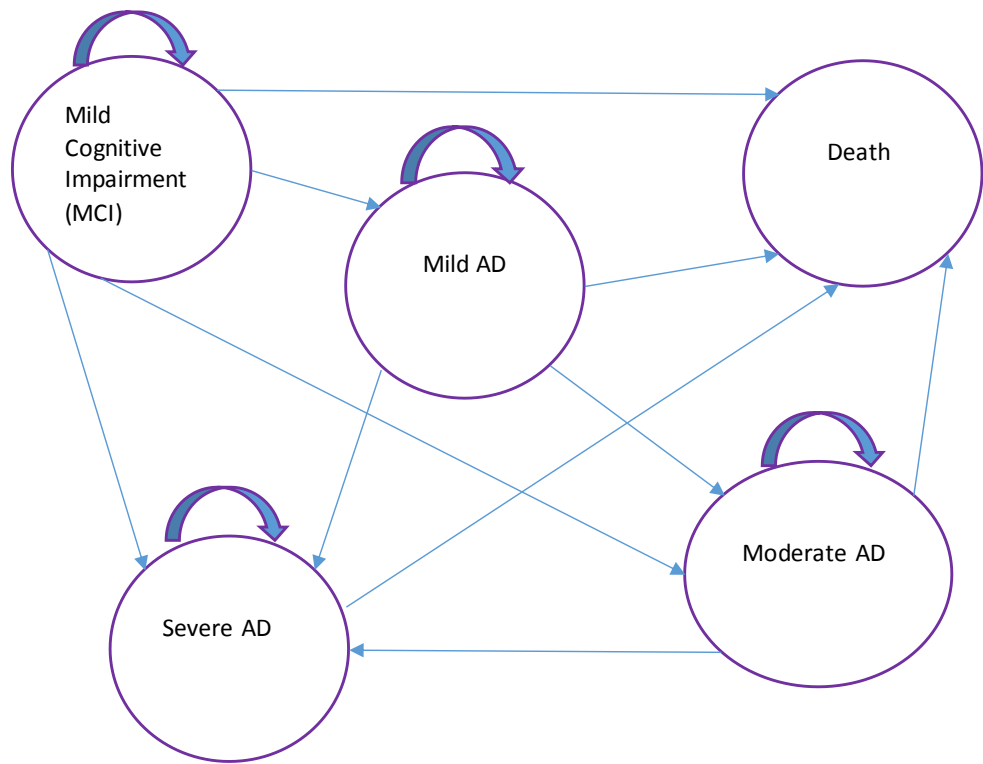 Mild
Cognitive
Impairment
(MCI)
Death
Mild AD
Moderate AD
Severe AD